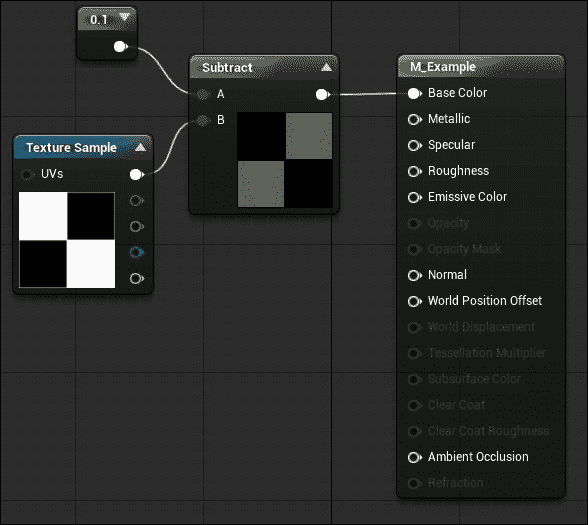 0.1
Subtract
A
B
Texture Sample
UVs
M_Example
Base Color
Metallic
Specular
Roughness
Emissive Color
Opacity
Opacity Mask
Normal
World Position Offset
World Displacement
Tessellation Multiplier
Subsurface Color
Clear Coat
Clear Coat Roughness
Ambient Occlusion
Refraction